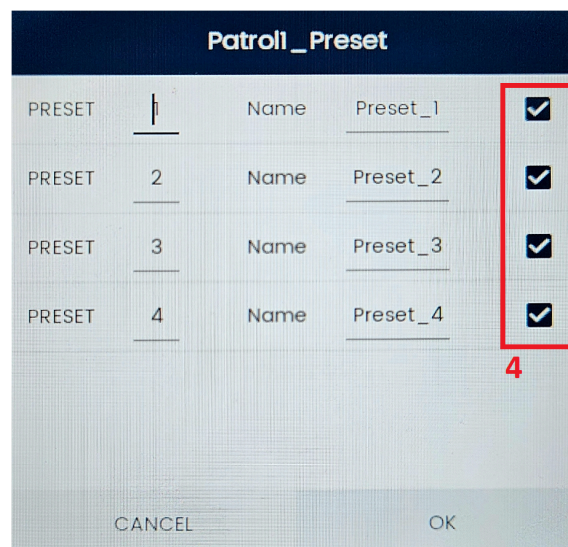 Patrol1_Preset
PRESET 1 Name Preset_1
PRESET 2 Name Preset_2
PRESET 3 Name Preset_3
PRESET 4 Name Preset_4
4
CANCEL OK